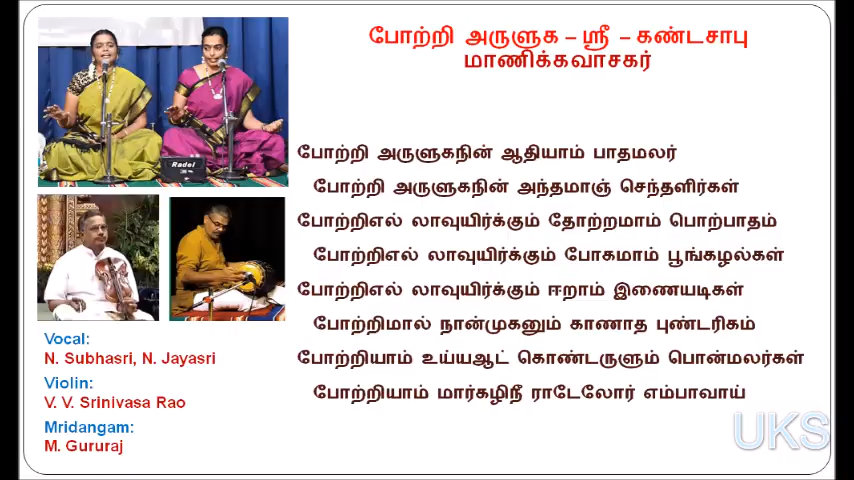 போற்றி அருளுக – ஸ்ரீ – கண்டசாபு
மாணிக்கவாசகர்
போற்றி அருளுகநின் ஆதியாம் பாதமலர்
போற்றி அருளுகநின் அந்தமாஞ் செந்தளிர்கள்
போற்றிஎல் லாவுயிர்க்கும் தோற்றமாம் பொற்பாதம்
போற்றிஎல் லாவுயிர்க்கும் போகமாம் பூங்கழல்கள்
போற்றிஎல் லாவுயிர்க்கும் ஈறாம் இணையடிகள்
போற்றிமால் நான்முகனும் காணாத புண்டரிகம்
போற்றியாம் உய்யஆட் கொண்டருளும் பொன்மலர்கள்
போற்றியாம் மார்கழிநீ ராடேலோர் எம்பாவாய்
Radel
Vocal:
N. Subhasri, N. Jayasri
Violin:
V. V. Srinivasa Rao
Mridangam:
M. Gururaj
UKS